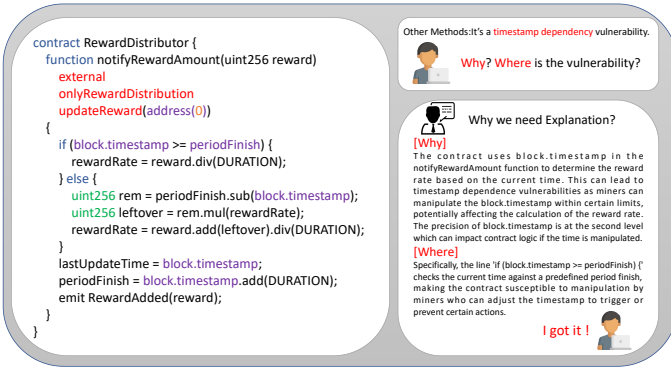 contract RewardDistributor {
function notifyRewardAmount(uint256 reward)
external
onlyRewardDistribution
updateReward(address(0))
{
if (block.timestamp >= periodFinish) {
rewardRate = reward.div(DURATION);
} else {
uint256 rem = periodFinish.sub(block.timestamp);
uint256 leftover = rem.mul(rewardRate);
rewardRate = reward.add(leftover).div(DURATION);
}
lastUpdateTime = block.timestamp;
periodFinish = block.timestamp.add(DURATION);
emit RewardAdded(reward);
}
}
Other Methods:It's a timestamp dependency vulnerability.
Why? Where is the vulnerability?
Why we need Explanation?
[Why]
The contract uses block.timestamp in the
notifyRewardAmount function to determine the reward
rate based on the current time. This can lead to
timestamp dependence vulnerabilities as miners can
manipulate the block.timestamp within certain limits,
potentially affecting the calculation of the reward rate.
The precision of block.timestamp is at the second level
which can impact contract logic if the time is manipulated.
[Where]
Specifically, the line 'if (block.timestamp >= periodFinish) {'
checks the current time against a predefined period finish,
making the contract susceptible to manipulation by
miners who can adjust the timestamp to trigger or
prevent certain actions.
I got it !